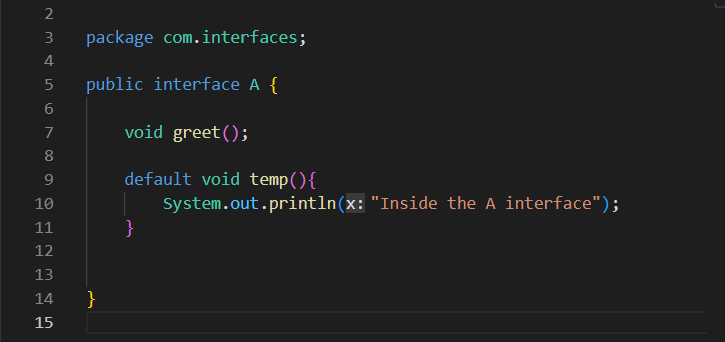 2
3 package com.interfaces;
4
5 public interface A {
6
7 void greet();
8
9 default void temp(){
10 System.out.println(x: "Inside the A interface");
11 }
12
13
14 }
15